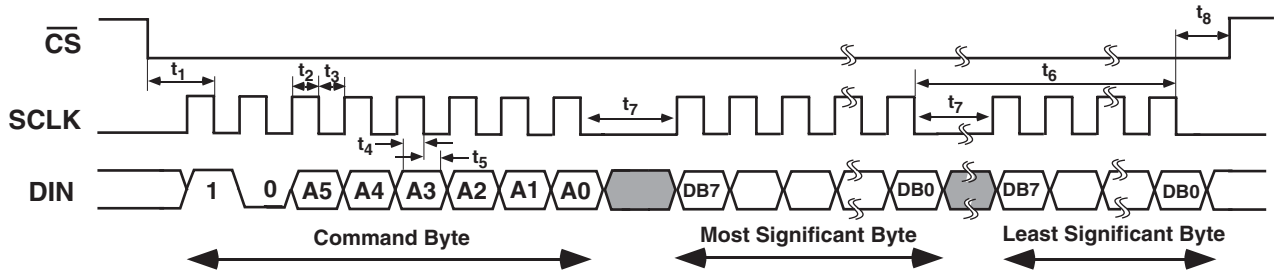 CS
t8
t1
t2
t3
t6
SCLK
t7
t7
t4
t5
DIN
1
0
A5
A4
A3
A2
A1
A0
DB7
DB0
DB7
DB0
Command Byte
Most Significant Byte
Least Significant Byte